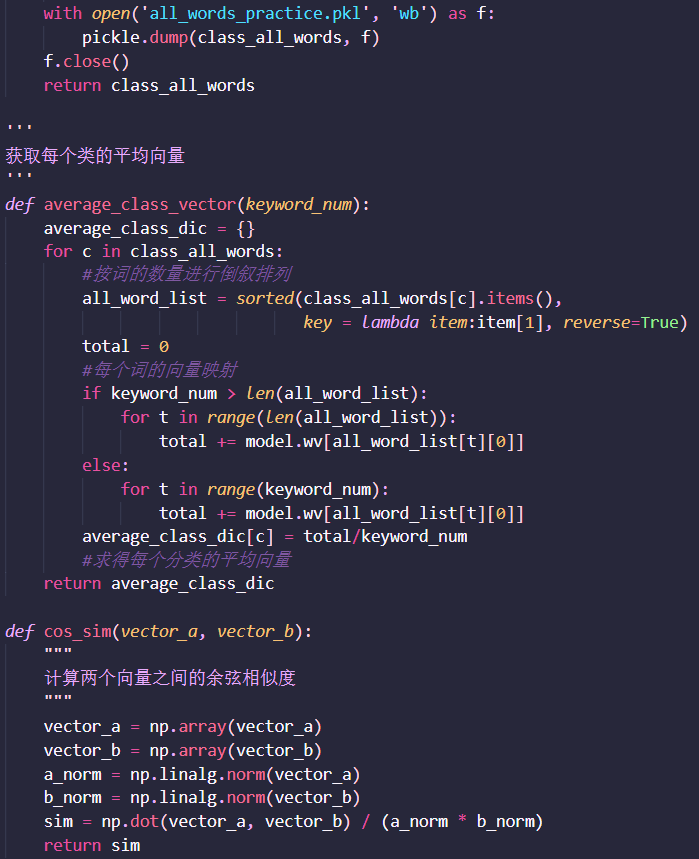 with open('all_words_practice.pkl', 'wb') as f:
        pickle.dump(class_all_words, f)
    f.close()
    return class_all_words

'''
获取每个类的平均向量
'''
def average_class_vector(keyword_num):
    average_class_dic = {}
    for c in class_all_words:
        #按词的数量进行倒叙排列
        all_word_list = sorted(class_all_words[c].items(),
                               key = lambda item:item[1], reverse=True)
        total = 0
        #每个词的向量映射
        if keyword_num > len(all_word_list):
            for t in range(len(all_word_list)):
                total += model.wv[all_word_list[t][0]]
        else:
            for t in range(keyword_num):
                total += model.wv[all_word_list[t][0]]
        average_class_dic[c] = total/keyword_num
        #求得每个分类的平均向量
    return average_class_dic

def cos_sim(vector_a, vector_b):
    """
    计算两个向量之间的余弦相似度
    """
    vector_a = np.array(vector_a)
    vector_b = np.array(vector_b)
    a_norm = np.linalg.norm(vector_a)
    b_norm = np.linalg.norm(vector_b)
    sim = np.dot(vector_a, vector_b) / (a_norm * b_norm)
    return sim